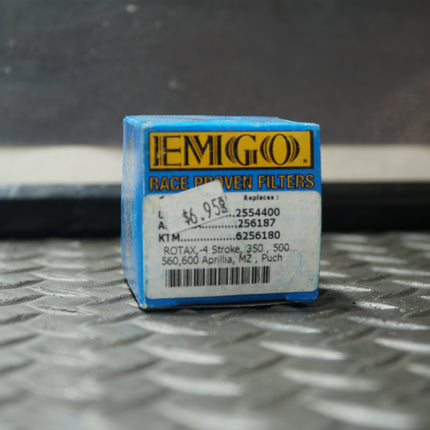 EMGO.
RACE PROVEN FILTERS
Replaces :
$6.95
2554400
A 256187
KTM................6256180
ROTAX, 4 Stroke, 350 , 500
560,600 Aprillia, MZ , Puch